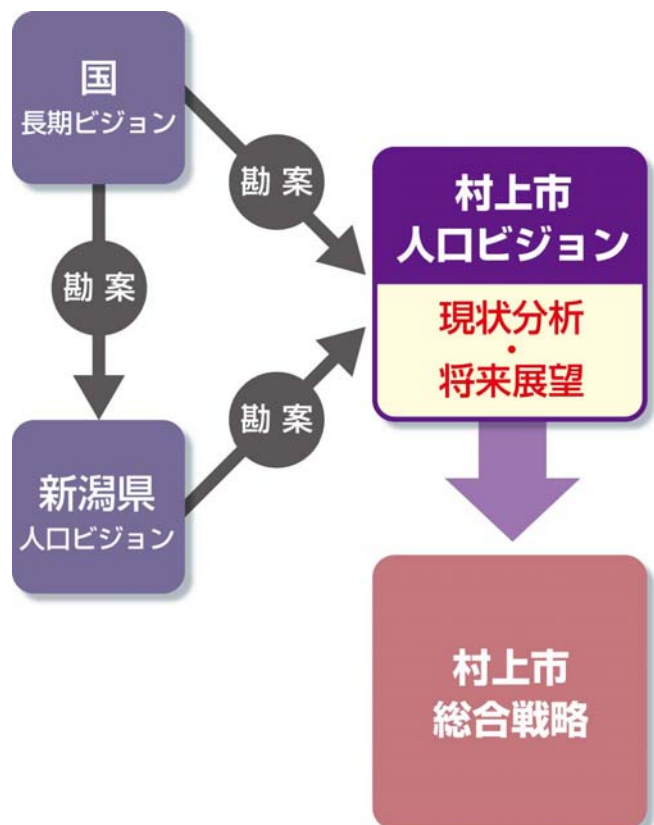 国
長期ビジョン
勘案
勘案
新潟県
人口ビジョン
勘案
村上市
人口ビジョン
現状分析
・
将来展望
村上市
総合戦略